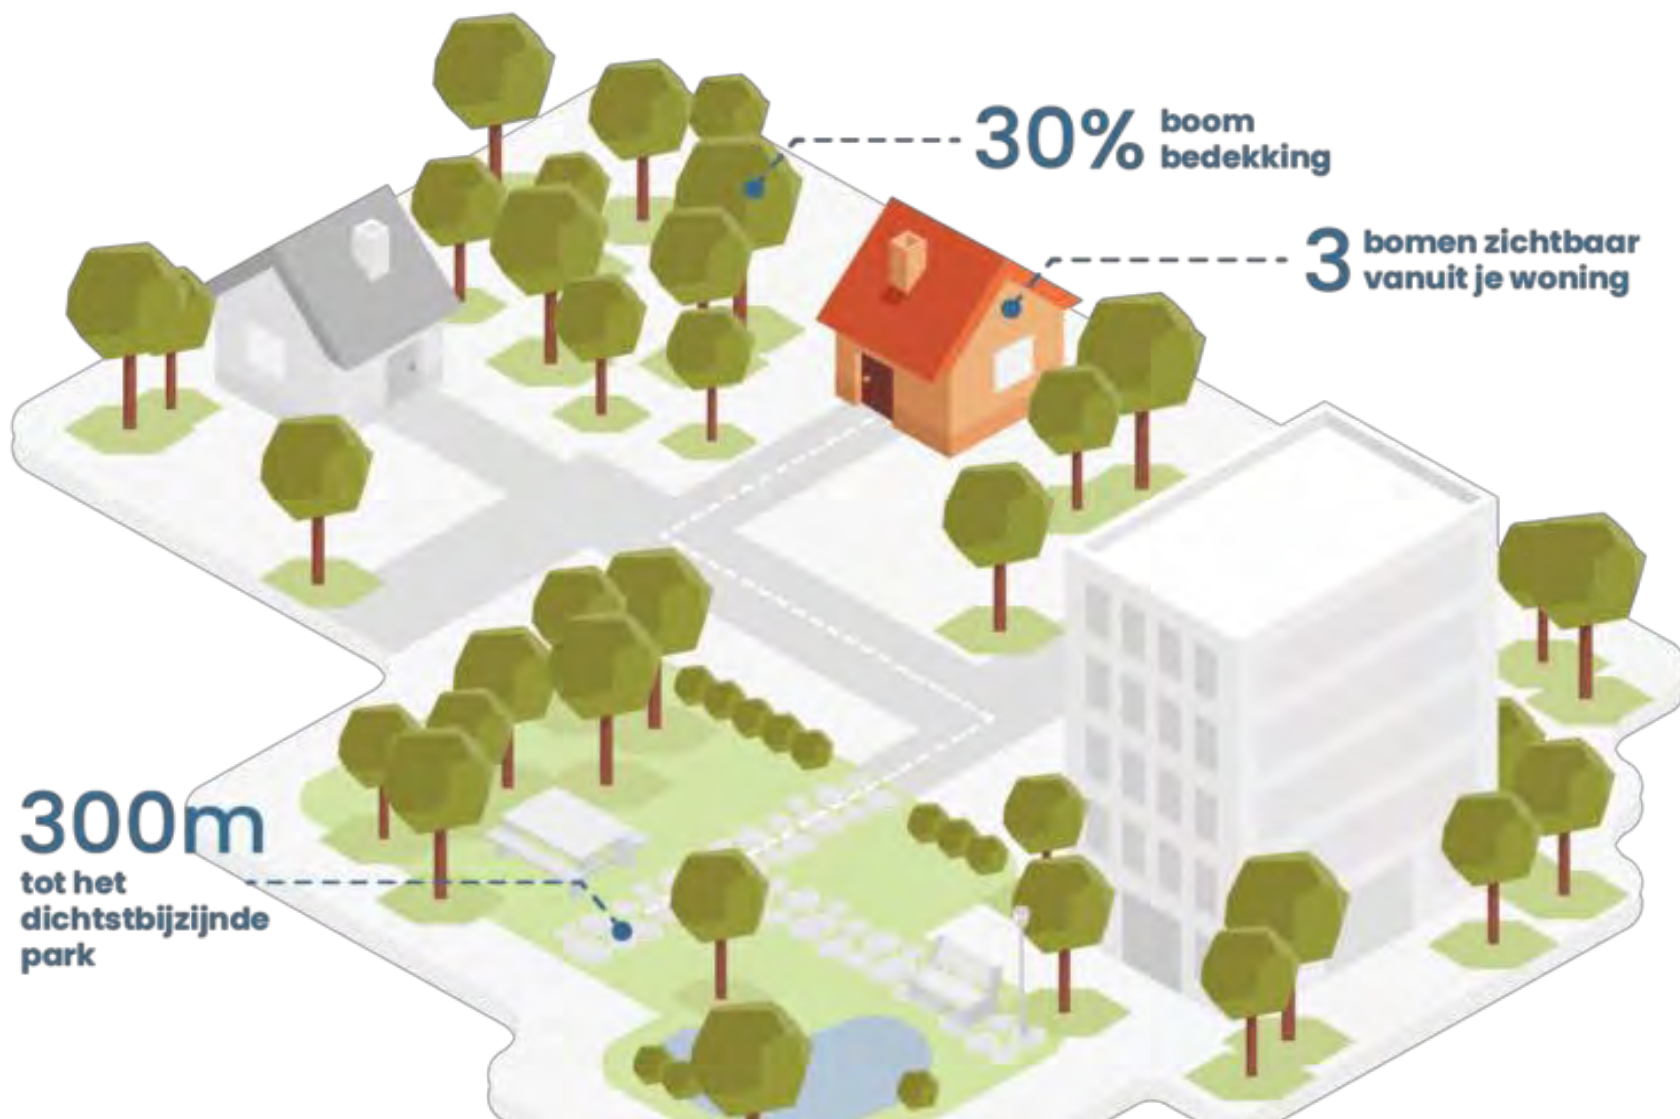 30% boom
bedekking
3 bomen zichtbaar
vanuit je woning
300m
tot het
dichtstbijzijnde
park